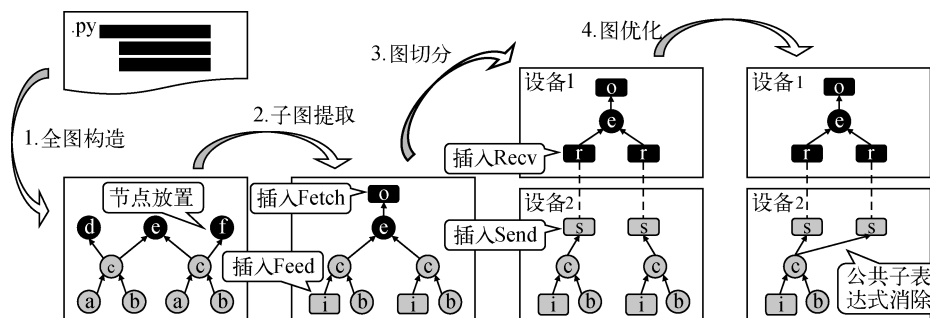 .py
1.全图构造
2.子图提取
3.图切分
4.图优化
节点放置
d e f
c c
a b a b
插入Fetch
o
e
插入Feed
c c
i b i b
设备1
o
e
插入Recv
r r
设备2
插入Send
s s
c c
i b i b
设备1
o
e
r r
设备2
s s
c
i b
公共子表
达式消除